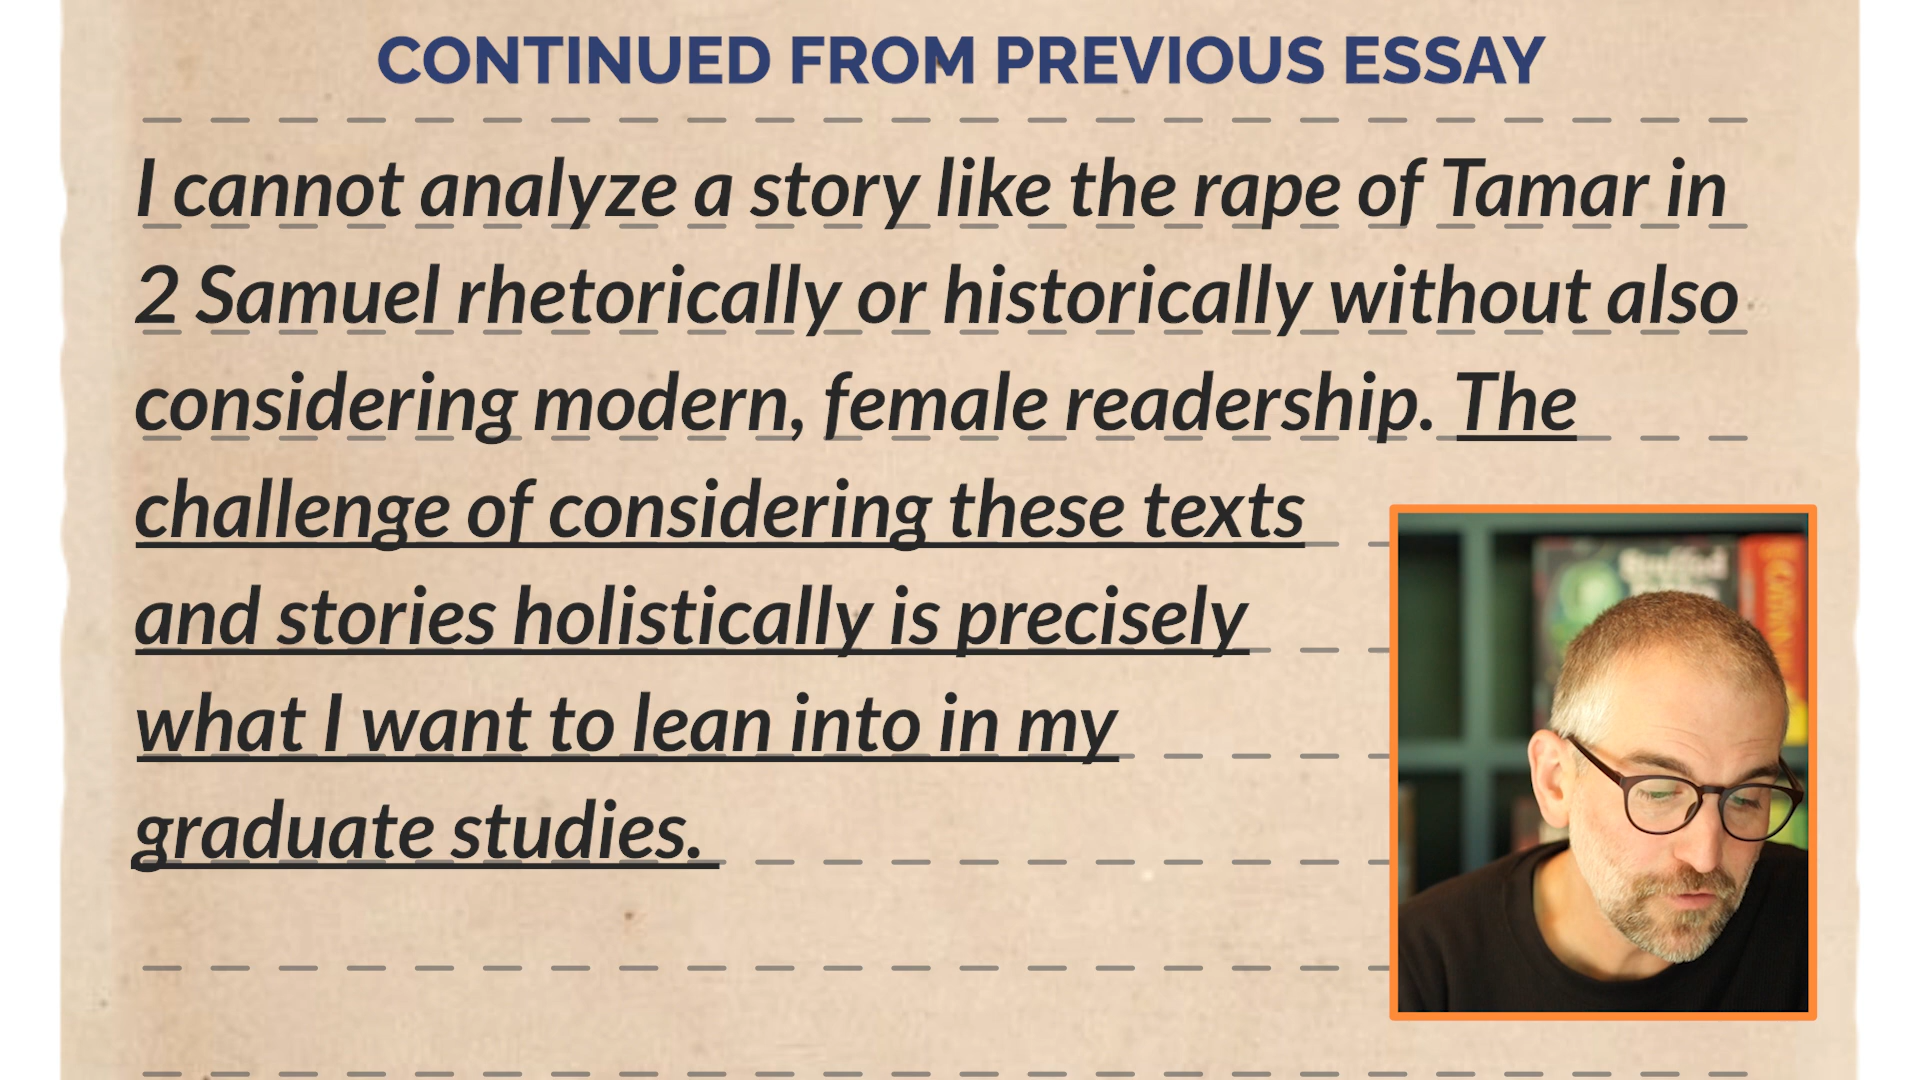 CONTINUED FROM PREVIOUS ESSAY
I cannot analyze a story like the rape of Tamar in
2 Samuel rhetorically or historically without also
considering modern, female readership. The
challenge of considering these texts
and stories holistically is precisely
what I want to lean into in my
graduate studies.
CATAN